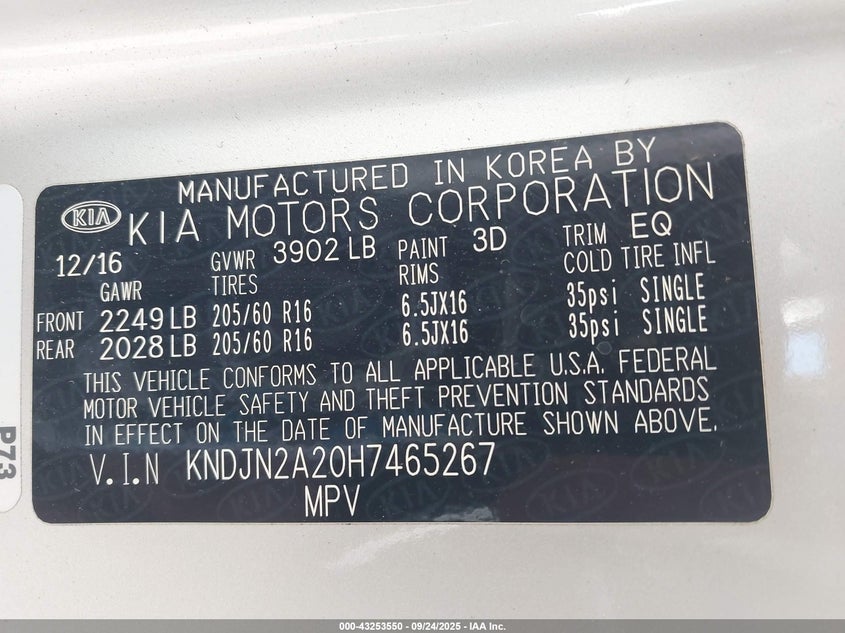 MANUFACTURED IN KOREA BY
KIA KIA MOTORS CORPORATION
12/16 GVWR 3902 LB PAINT 3D TRIM EQ
GAWR TIRES RIMS COLD TIRE INFL
FRONT 2249 LB 205/60 R16 6.5JX16 35psi SINGLE
REAR 2028 LB 205/60 R16 6.5JX16 35psi SINGLE
THIS VEHICLE CONFORMS TO ALL APPLICABLE U.S.A. FEDERAL
MOTOR VEHICLE SAFETY AND THEFT PREVENTION STANDARDS
IN EFFECT ON THE DATE OF MANUFACTURE SHOWN ABOVE.
V.I.N KNDJN2A20H7465267
MPV
P73
000-43253550 - 09/24/2025 - IAA Inc.